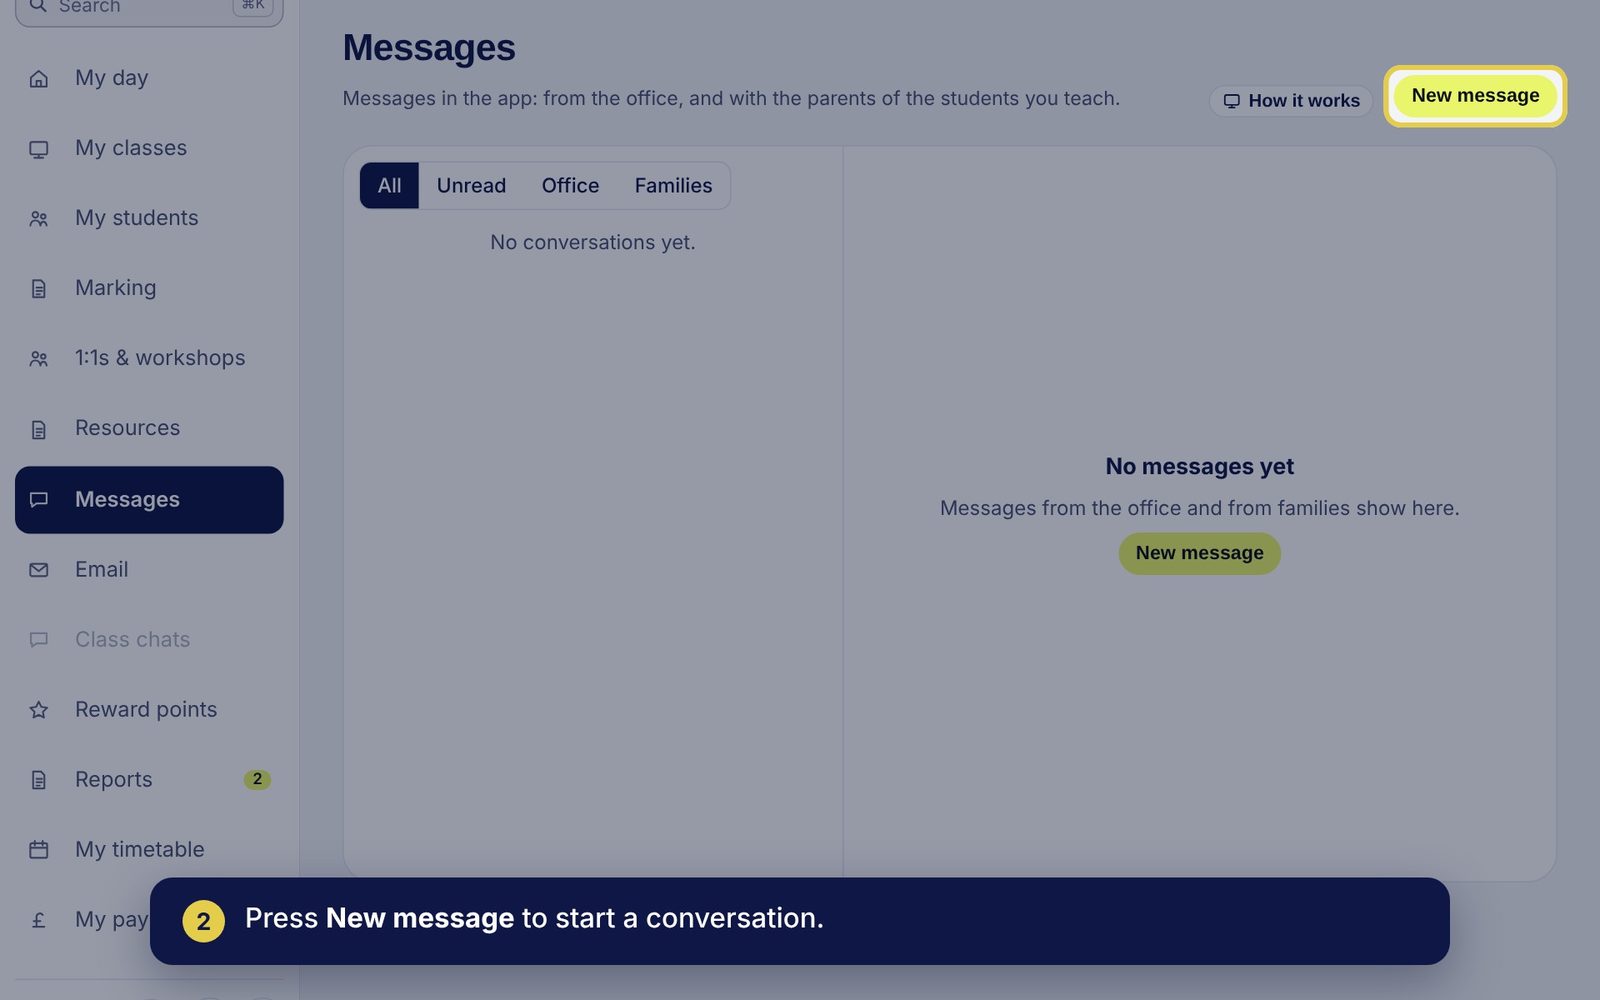 Search
⌘K
My day
My classes
My students
Marking
1:1s & workshops
Resources
Messages
Email
Class chats
Reward points
Reports 2
My timetable
My pay
Messages
Messages in the app: from the office, and with the parents of the students you teach.
How it works
New message
All Unread Office Families
No conversations yet.
No messages yet
Messages from the office and from families show here.
New message
2 Press New message to start a conversation.